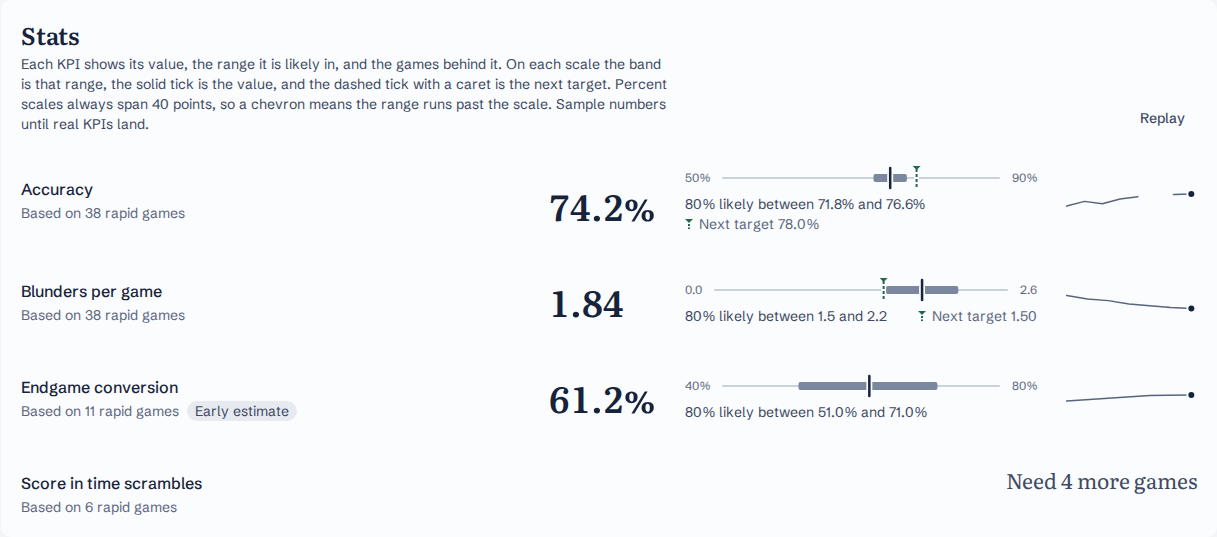 Stats
Each KPI shows its value, the range it is likely in, and the games behind it. On each scale the band
is that range, the solid tick is the value, and the dashed tick with a caret is the next target. Percent
scales always span 40 points, so a chevron means the range runs past the scale. Sample numbers
until real KPIs land.
Replay
Accuracy
Based on 38 rapid games
74.2%
50%
90%
80% likely between 71.8% and 76.6%
Next target 78.0%
Blunders per game
Based on 38 rapid games
1.84
0.0
2.6
80% likely between 1.5 and 2.2
Next target 1.50
Endgame conversion
Based on 11 rapid games
Early estimate
61.2%
40%
80%
80% likely between 51.0% and 71.0%
Score in time scrambles
Based on 6 rapid games
Need 4 more games